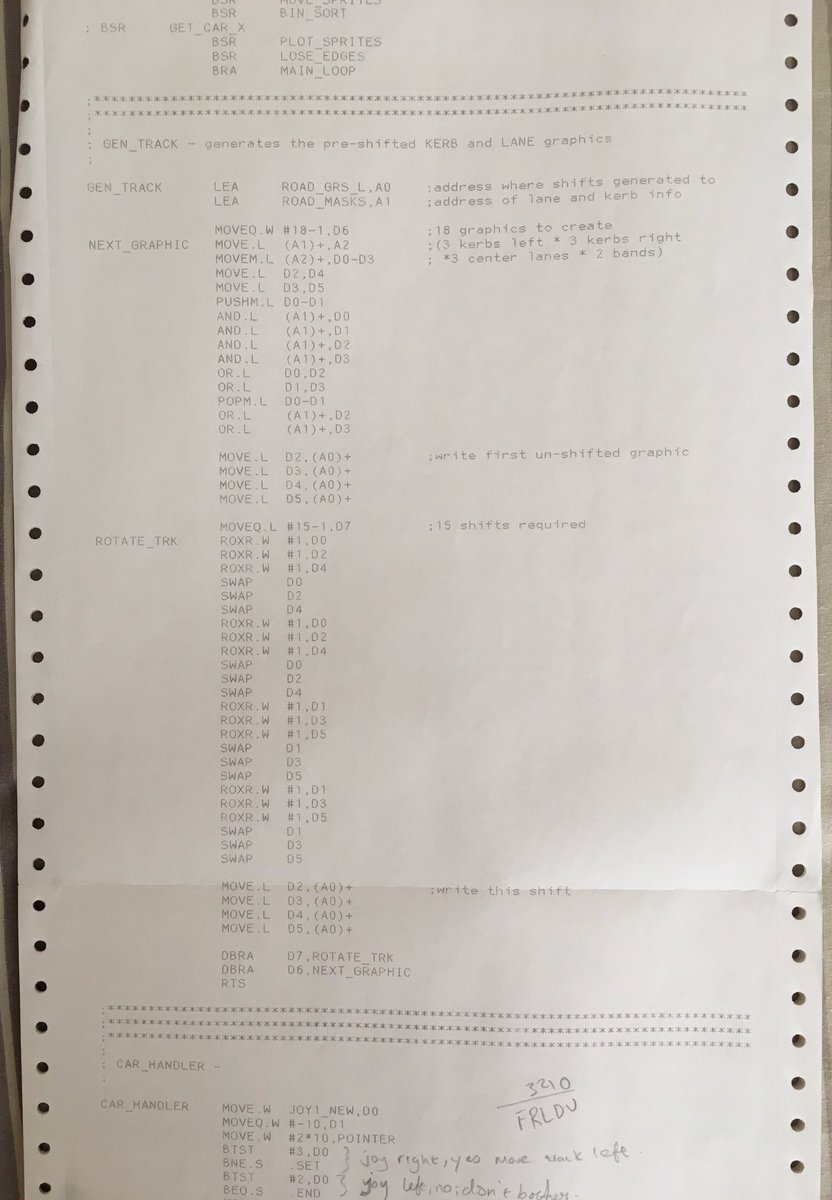 BSR MOVE_SPRITES
BSR BIN_SORT
; BSR GET_CAR_X
BSR PLOT_SPRITES
BSR LOSE_EDGES
BRA MAIN_LOOP
;***************************************************************************
;***************************************************************************
;
; GEN_TRACK - generates the pre-shifted KERB and LANE graphics
;
GEN_TRACK LEA ROAD_GRS_L,A0 ;address where shifts generated to
LEA ROAD_MASKS,A1 ;address of lane and kerb info
MOVEQ.W #18-1,D6 ;18 graphics to create
NEXT_GRAPHIC MOVE.L (A1)+,A2 ;(3 kerbs left * 3 kerbs right
MOVEM.L (A2)+,D0-D3 ; *3 center lanes * 2 bands)
MOVE.L D2,D4
MOVE.L D3,D5
PUSHM.L D0-D1
AND.L (A1)+,D0
AND.L (A1)+,D1
AND.L (A1)+,D2
AND.L (A1)+,D3
OR.L D0,D2
OR.L D1,D3
POPM.L D0-D1
OR.L (A1)+,D2
OR.L (A1)+,D3
MOVE.L D2,(A0)+ ;write first un-shifted graphic
MOVE.L D3,(A0)+
MOVE.L D4,(A0)+
MOVE.L D5,(A0)+
MOVEQ.L #15-1,D7 ;15 shifts required
ROTATE_TRK ROXR.W #1,D0
ROXR.W #1,D2
ROXR.W #1,D4
SWAP D0
SWAP D2
SWAP D4
ROXR.W #1,D0
ROXR.W #1,D2
ROXR.W #1,D4
SWAP D0
SWAP D2
SWAP D4
ROXR.W #1,D1
ROXR.W #1,D3
ROXR.W #1,D5
SWAP D1
SWAP D3
SWAP D5
ROXR.W #1,D1
ROXR.W #1,D3
ROXR.W #1,D5
SWAP D1
SWAP D3
SWAP D5
MOVE.L D2,(A0)+ ;write this shift
MOVE.L D3,(A0)+
MOVE.L D4,(A0)+
MOVE.L D5,(A0)+
DBRA D7,ROTATE_TRK
DBRA D6,NEXT_GRAPHIC
RTS
;***************************************************************************
;***************************************************************************
;***************************************************************************
;
; CAR_HANDLER -
;
3210
CAR_HANDLER MOVE.W JOY1_NEW,D0 FRLDU
MOVEQ.W #-10,D1
MOVE.W #2*10,POINTER
BTST #3,D0 } joy right, yes move track left.
BNE.S .SET
BTST #2,D0 } joy left, no; don't bother.
BEQ.S .END